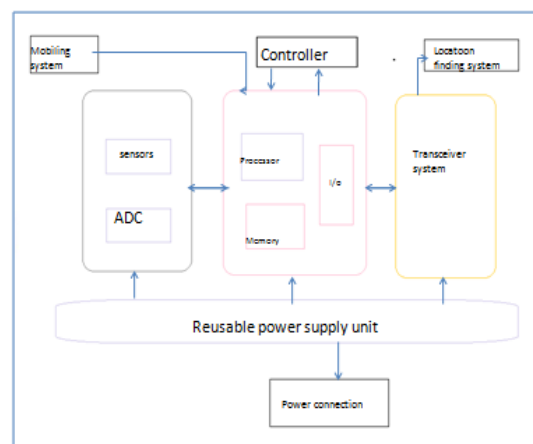 Mobiling
system
Controller
Locatoon
finding system
sensors
ADC
Processor
I/o
Memory
Transceiver
system
Reusable power supply unit
Power connection